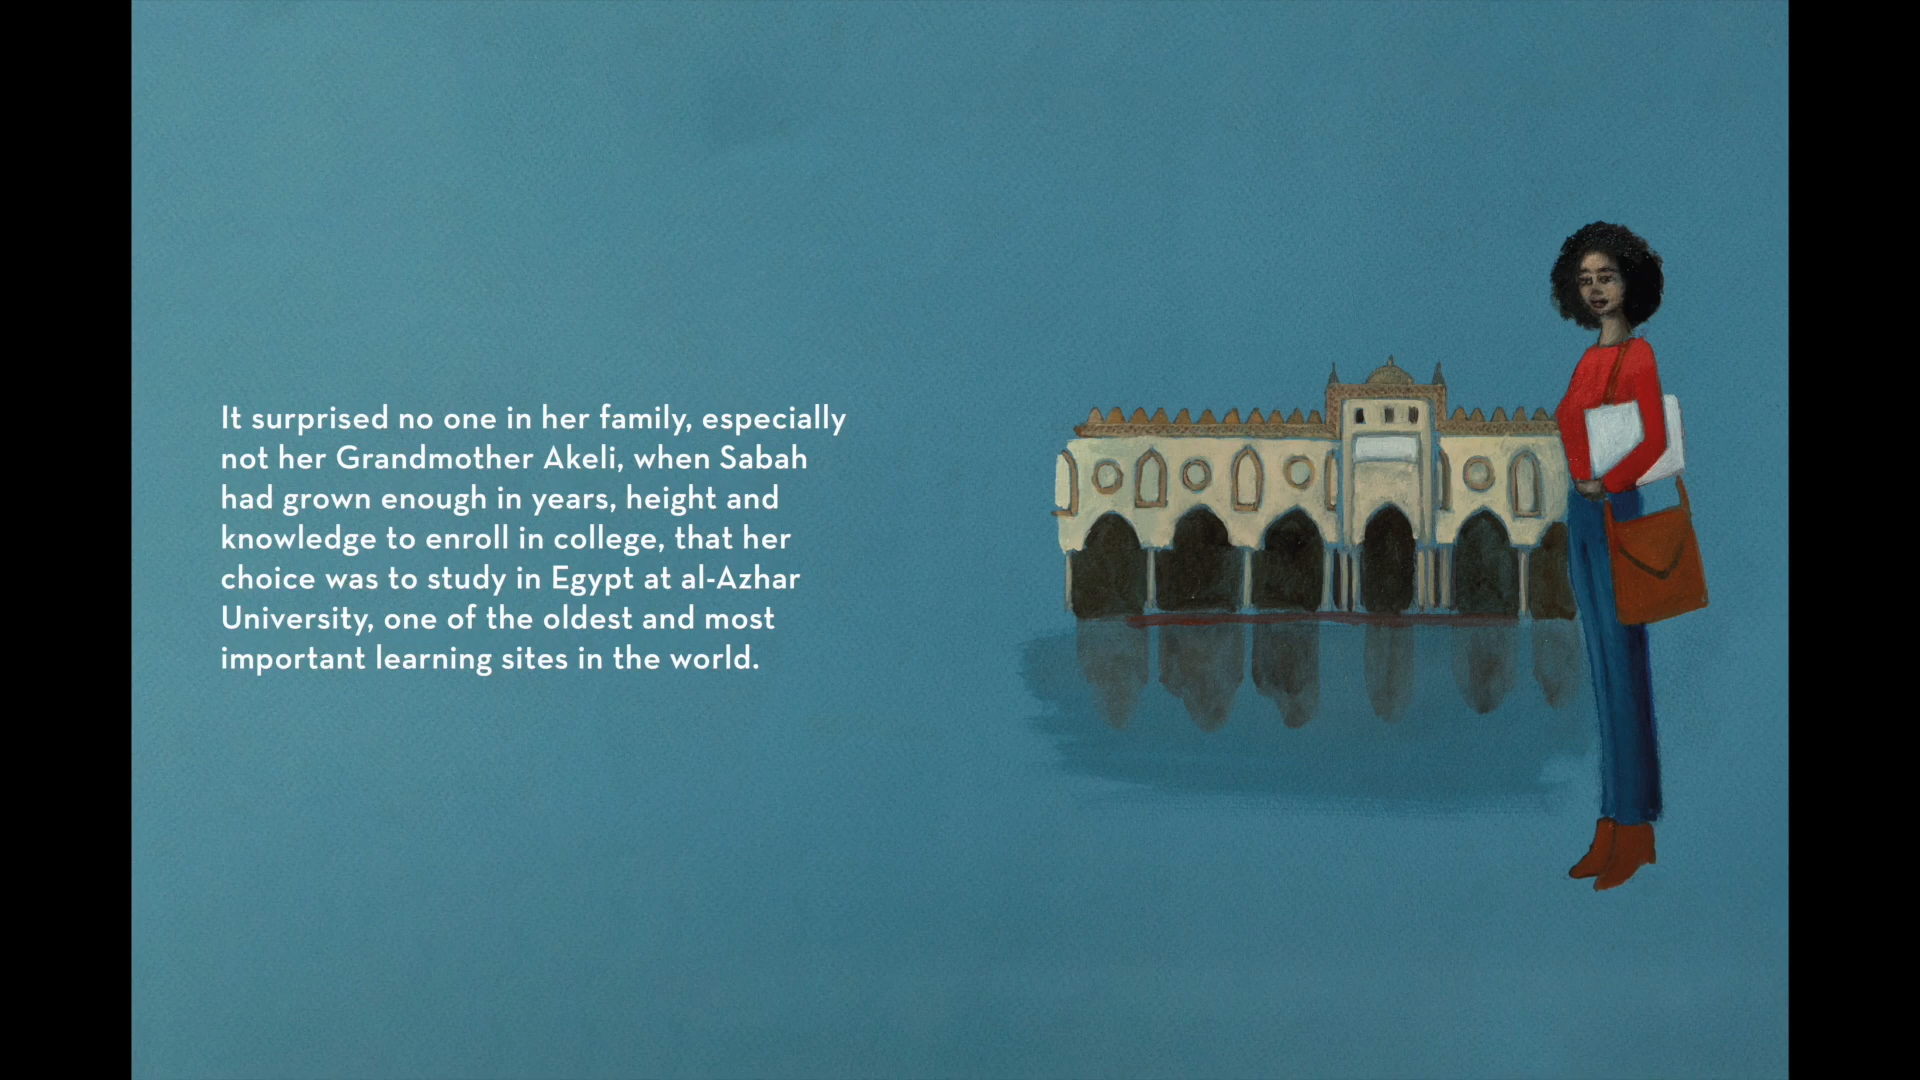 It surprised no one in her family, especially
not her Grandmother Akeli, when Sabah
had grown enough in years, height and
knowledge to enroll in college, that her
choice was to study in Egypt at al-Azhar
University, one of the oldest and most
important learning sites in the world.